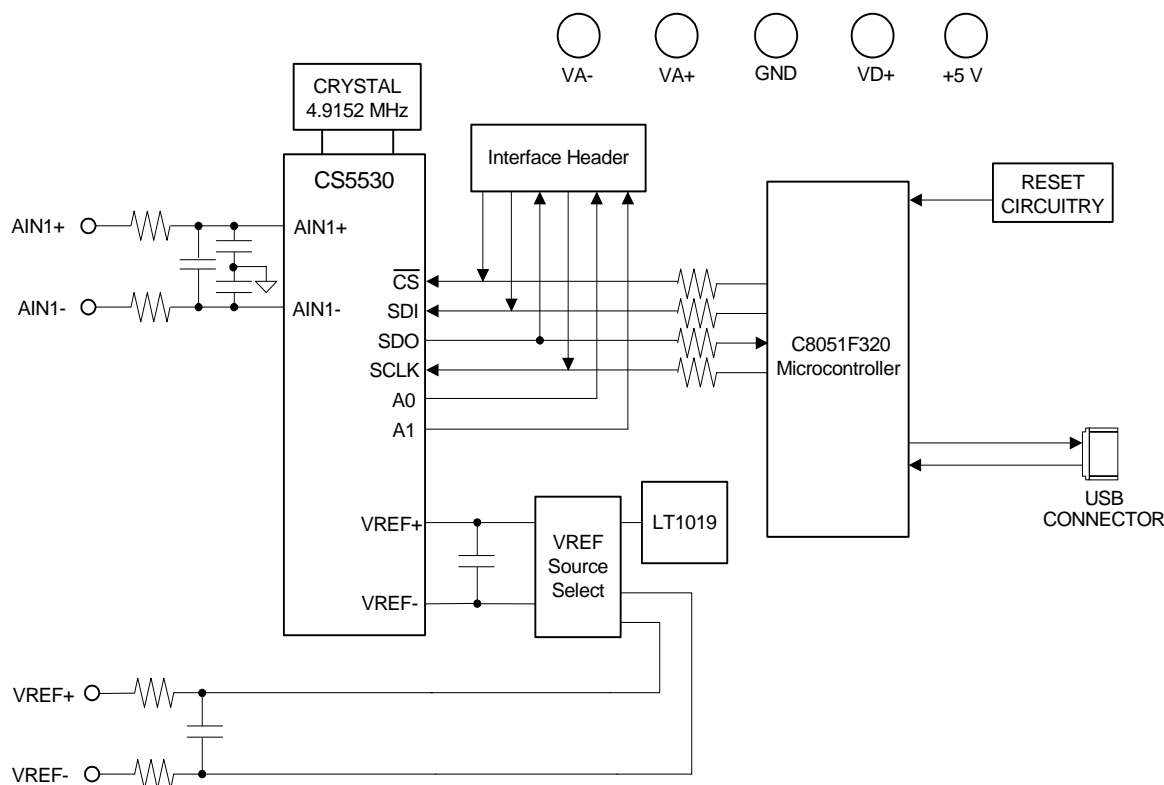 VA-
VA+
GND
VD+
+5 V
CRYSTAL
4.9152 MHz
CS5530
Interface Header
RESET
CIRCUITRY
AIN1+
AIN1+
AIN1-
AIN1-
CS
SDI
SDO
SCLK
A0
A1
C8051F320
Microcontroller
USB
CONNECTOR
VREF+
VREF-
VREF
Source
Select
LT1019
VREF+
VREF-